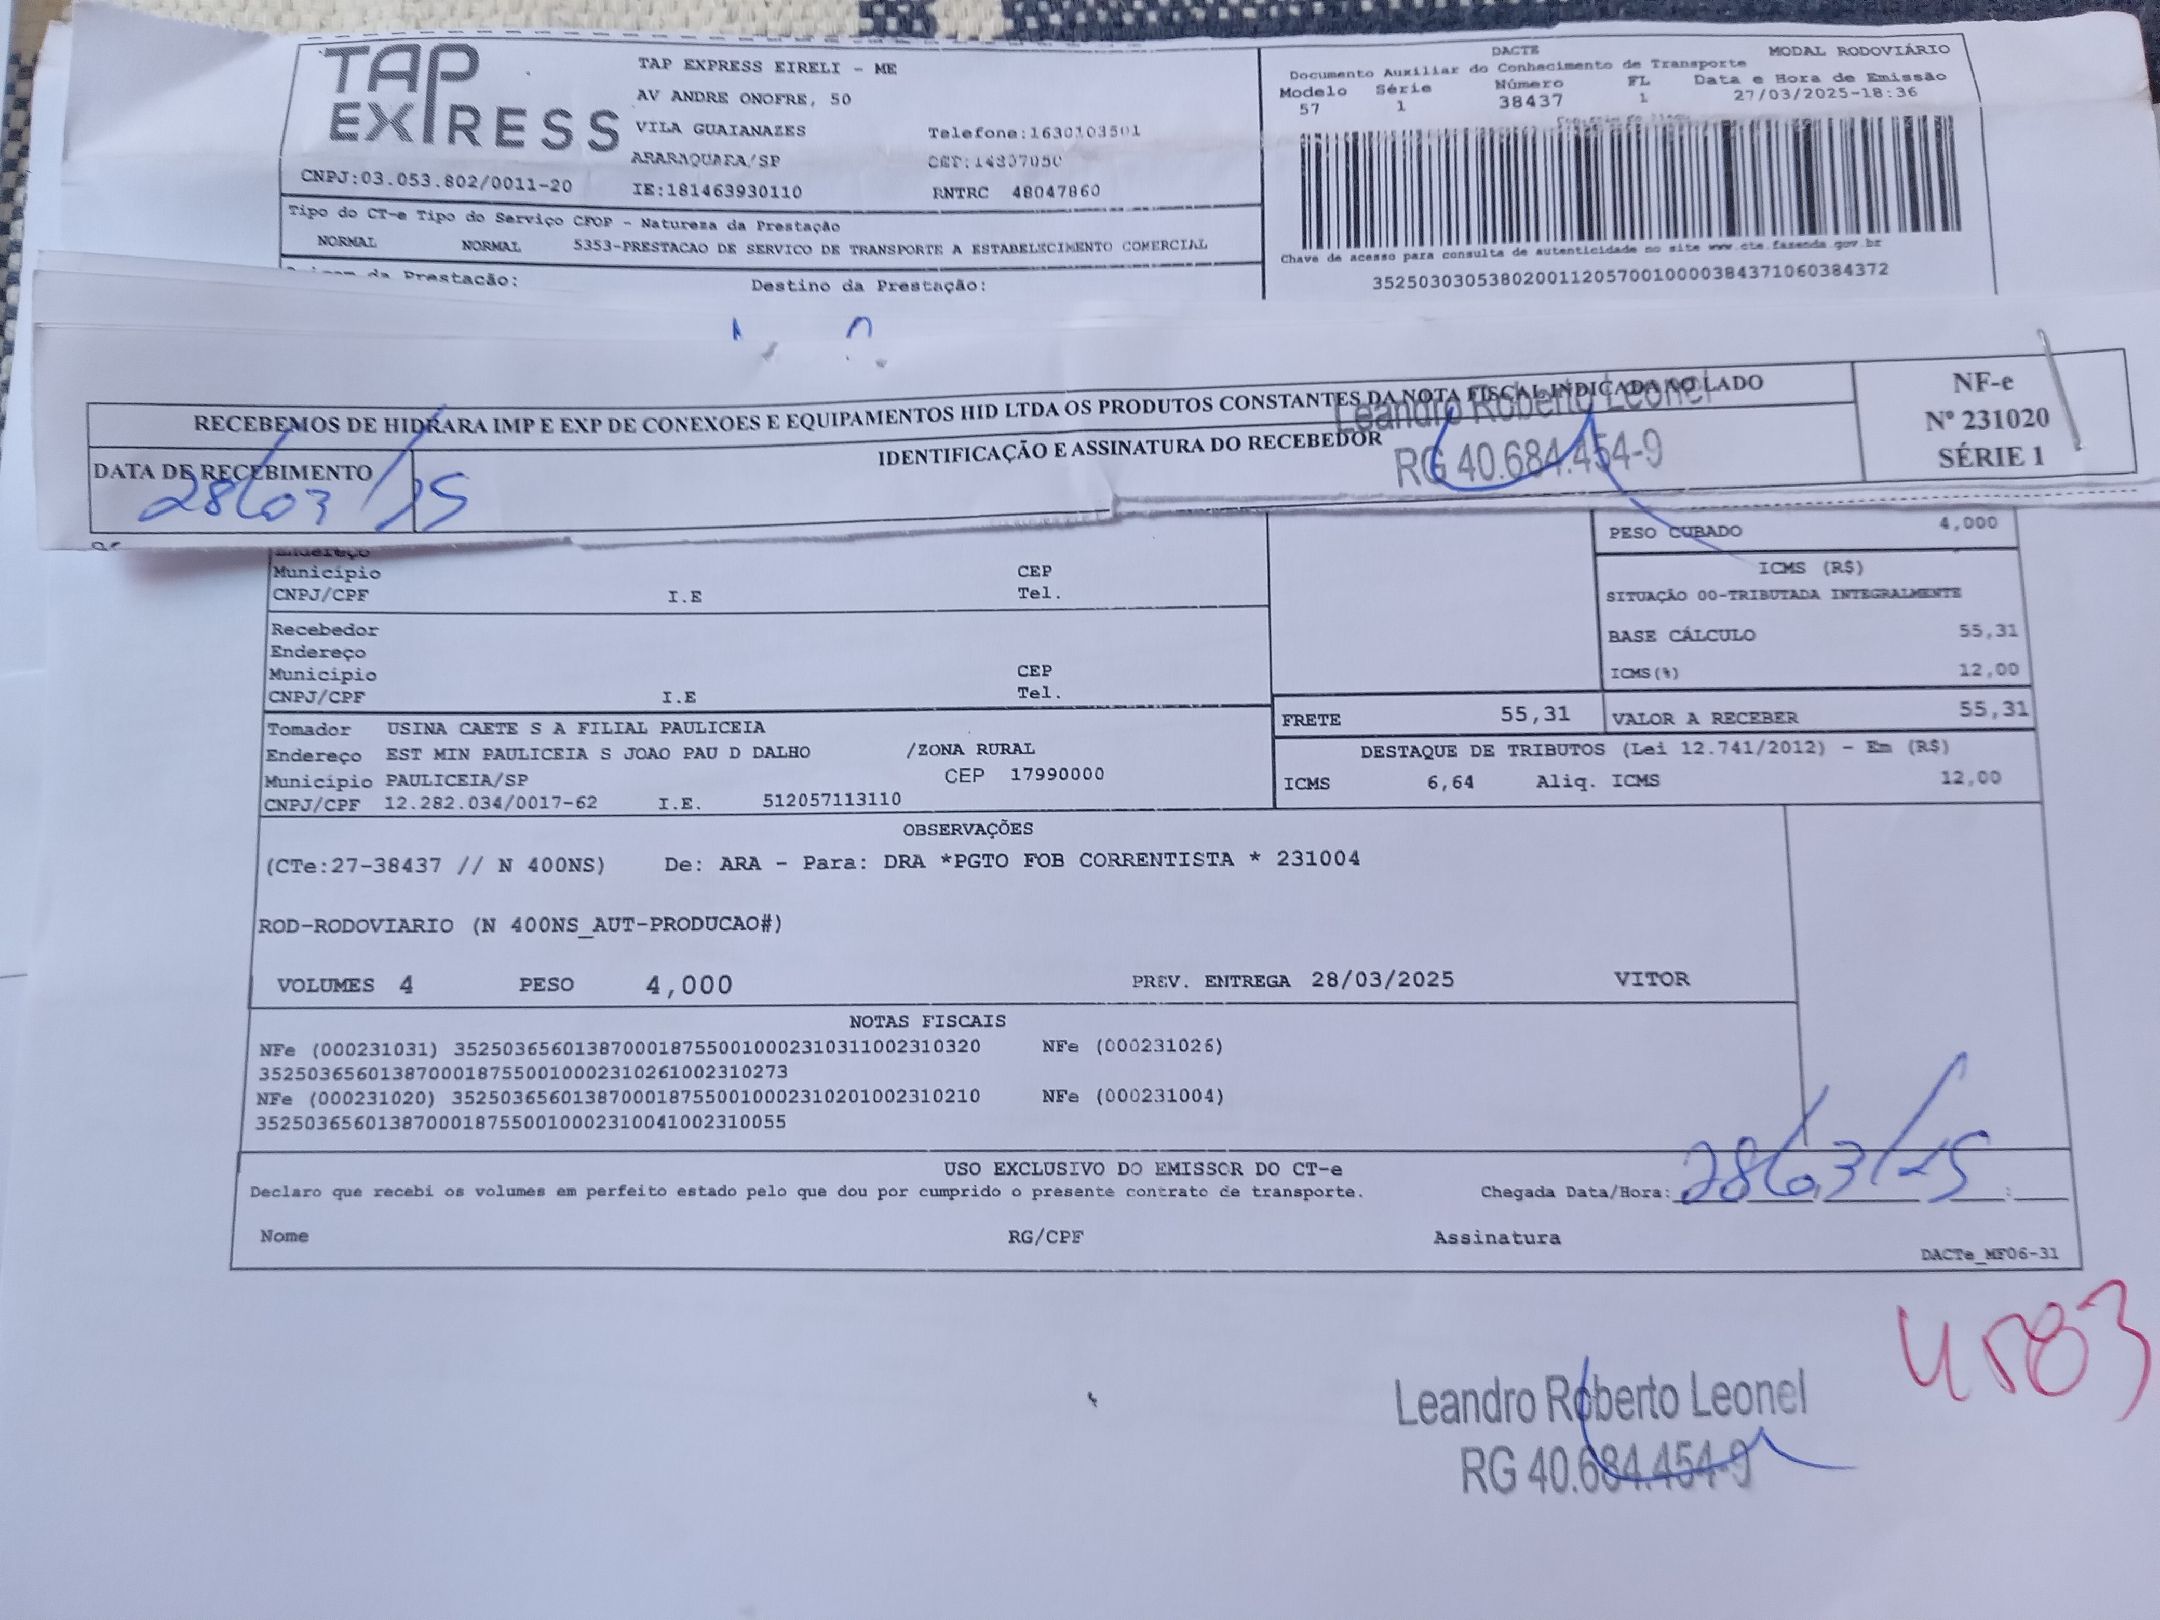 TAP
EXPRESS
TAP EXPRESS EIRELI - ME
AV ANDRE ONOFRE, 50
VILA GUAIANAZES
Telefone:1630103501
ARARAQUARA/SP
CEP:14807050
CNPJ:03.053.802/0011-20
IE:181463930110
RNTRC 48047860
DACTE
MODAL RODOVIÁRIO
Documento Auxiliar do Conhecimento de Transporte
Modelo Série Número FL Data e Hora de Emissão
57 1 38437 1 27/03/2025-18:36
Tipo do CT-e Tipo do Serviço CFOP - Natureza da Prestação
NORMAL NORMAL 5353-PRESTACAO DE SERVICO DE TRANSPORTE A ESTABELECIMENTO COMERCIAL
Chave de acesso para consulta de autenticidade no site www.cte.fazenda.gov.br
35250303053802001120570010000384371060384372
Origem da Prestação:
Destino da Prestação:
RECEBEMOS DE HIDRARA IMP E EXP DE CONEXOES E EQUIPAMENTOS HID LTDA OS PRODUTOS CONSTANTES DA NOTA FISCAL INDICADA AO LADO
DATA DE RECEBIMENTO
28/03/25
IDENTIFICAÇÃO E ASSINATURA DO RECEBEDOR
Leandro Roberto Leonel
RG 40.684.454-9
NF-e
Nº 231020
SÉRIE 1
Endereço
Município CEP
CNPJ/CPF I.E Tel.
Recebedor
Endereço
Município CEP
CNPJ/CPF I.E Tel.
PESO CUBADO 4,000
ICMS (R$)
SITUAÇÃO 00-TRIBUTADA INTEGRALMENTE
BASE CÁLCULO 55,31
ICMS(%) 12,00
FRETE 55,31 VALOR A RECEBER 55,31
Tomador USINA CAETE S A FILIAL PAULICEIA
Endereço EST MIN PAULICEIA S JOAO PAU D DALHO /ZONA RURAL
Município PAULICEIA/SP CEP 17990000
CNPJ/CPF 12.282.034/0017-62 I.E. 512057113110
DESTAQUE DE TRIBUTOS (Lei 12.741/2012) - Em (R$)
ICMS 6,64 Aliq. ICMS 12,00
OBSERVAÇÕES
(CTe:27-38437 // N 400NS) De: ARA - Para: DRA *PGTO FOB CORRENTISTA * 231004
ROD-RODOVIARIO (N 400NS_AUT-PRODUCAO#)
VOLUMES 4 PESO 4,000 PREV. ENTREGA 28/03/2025 VITOR
NOTAS FISCAIS
NFe (000231031) 35250365601387000187550010002310311002310320 NFe (000231026)
35250365601387000187550010002310261002310273
NFe (000231020) 35250365601387000187550010002310201002310210 NFe (000231004)
35250365601387000187550010002310041002310055
USO EXCLUSIVO DO EMISSOR DO CT-e
Declaro que recebi os volumes em perfeito estado pelo que dou por cumprido o presente contrato de transporte.
Chegada Data/Hora: 28/03/25
Nome RG/CPF Assinatura
DACTe_MF06-31
Leandro Roberto Leonel
RG 40.684.454-9